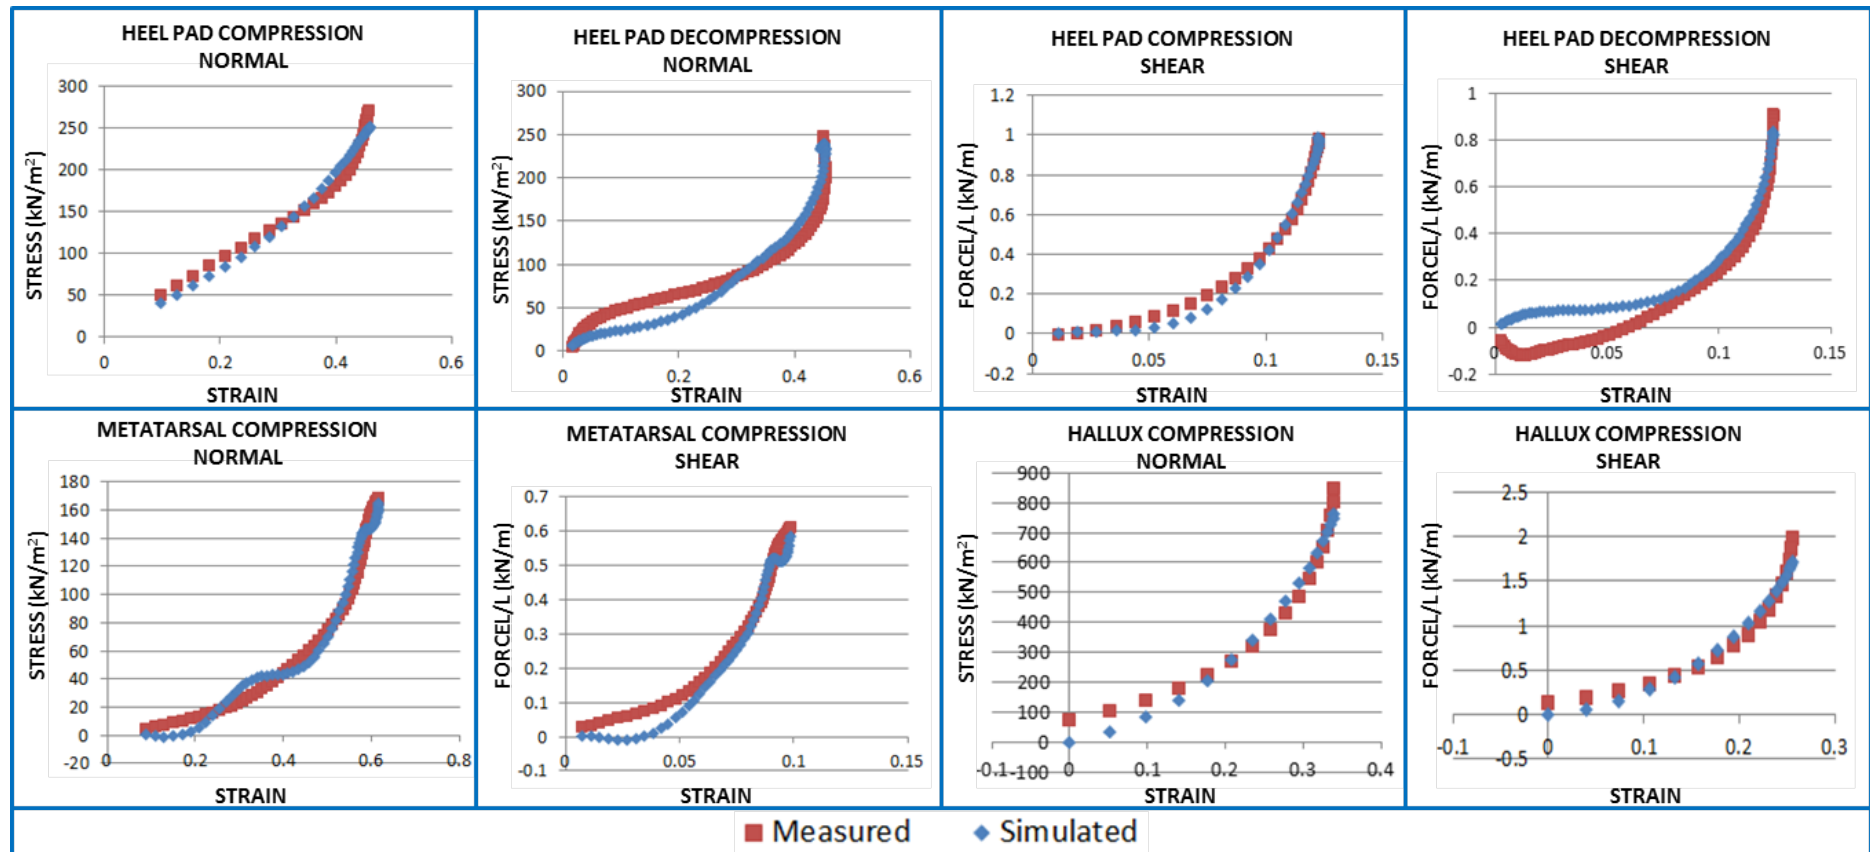 HEEL PAD COMPRESSION
NORMAL
300
250
200
150
100
50
0
0 0.2 0.4 0.6
STRESS (kN/m²)
STRAIN
HEEL PAD DECOMPRESSION
NORMAL
300
250
200
150
100
50
0
0 0.2 0.4 0.6
STRESS (kN/m²)
STRAIN
HEEL PAD COMPRESSION
SHEAR
1.2
1
0.8
0.6
0.4
0.2
0
-0.2
0 0.05 0.1 0.15
FORCEL/L (kN/m)
STRAIN
HEEL PAD DECOMPRESSION
SHEAR
1
0.8
0.6
0.4
0.2
0
-0.2
0 0.05 0.1 0.15
FORCEL/L (kN/m)
STRAIN
METATARSAL COMPRESSION
NORMAL
180
160
140
120
100
80
60
40
20
0
-20
0 0.2 0.4 0.6 0.8
STRESS (kN/m²)
STRAIN
METATARSAL COMPRESSION
SHEAR
0.7
0.6
0.5
0.4
0.3
0.2
0.1
0
-0.1
0 0.05 0.1 0.15
FORCEL/L (kN/m)
STRAIN
HALLUX COMPRESSION
NORMAL
900
800
700
600
500
400
300
200
100
0
-100
-0.1 0 0.1 0.2 0.3 0.4
STRESS (kN/m²)
STRAIN
HALLUX COMPRESSION
SHEAR
2.5
2
1.5
1
0.5
0
-0.5
-0.1 0 0.1 0.2 0.3
FORCEL/L (kN/m)
STRAIN
Measured Simulated